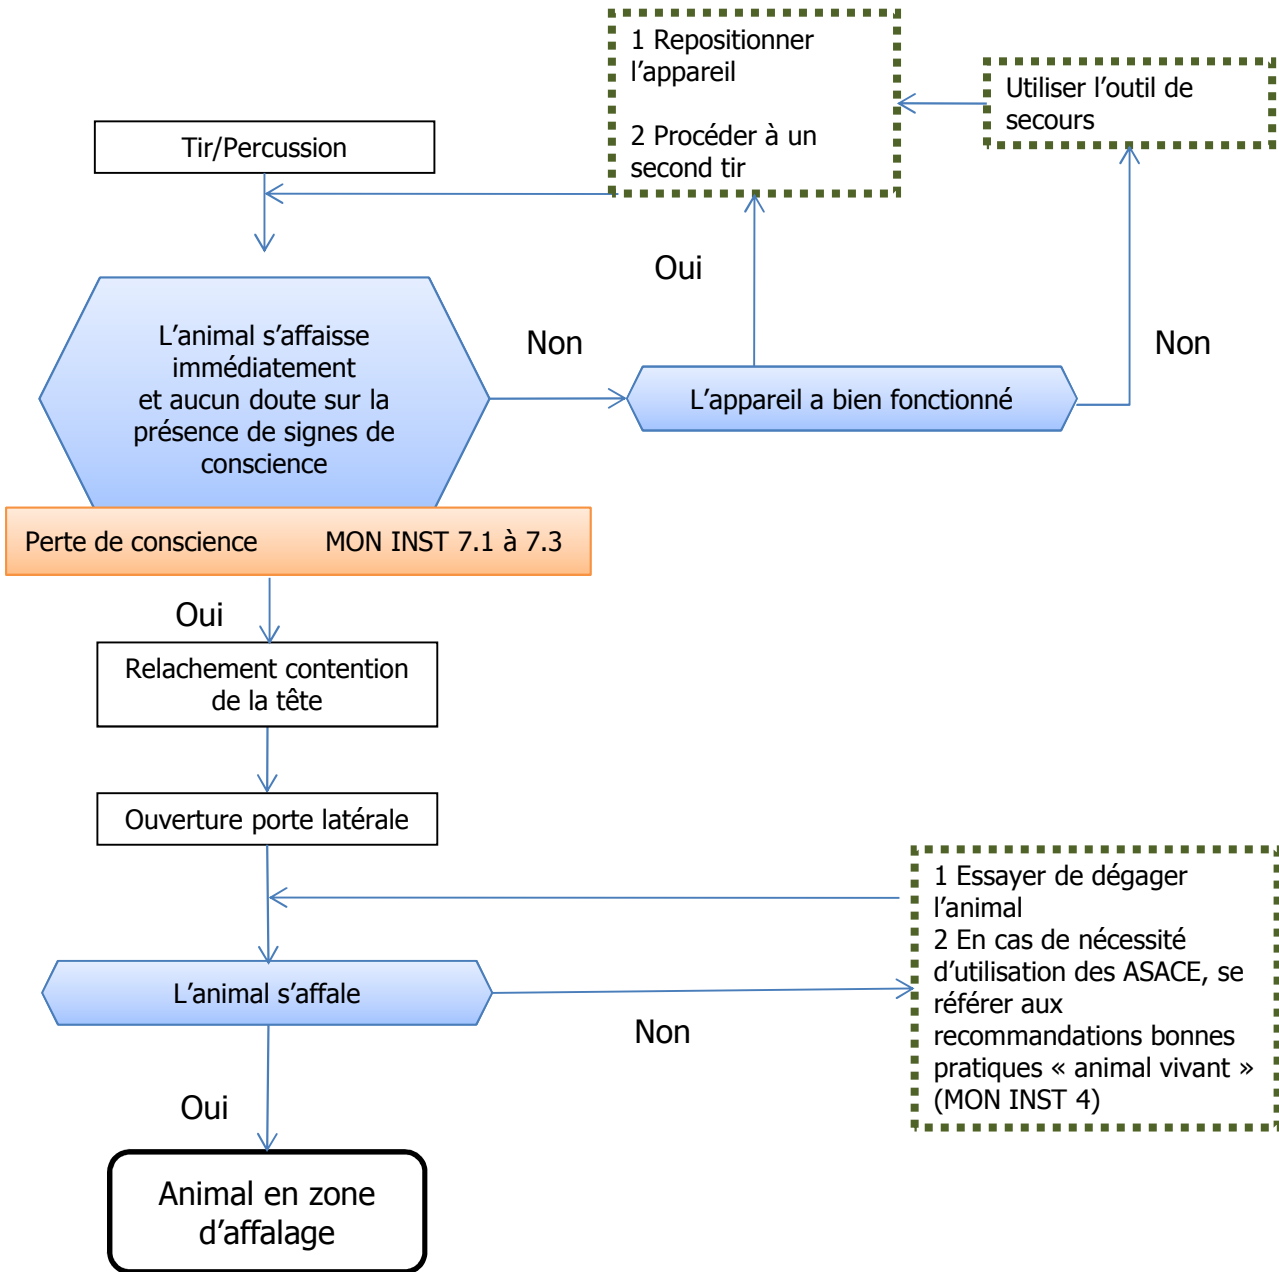 1 Repositionner
l’appareil
2 Procéder à un
second tir
Utiliser l’outil de
secours
Tir/Percussion
Oui
L’animal s’affaisse
immédiatement
et aucun doute sur la
présence de signes de
conscience
Non
Non
L’appareil a bien fonctionné
Perte de conscience MON INST 7.1 à 7.3
Oui
Relachement contention
de la tête
Ouverture porte latérale
1 Essayer de dégager
l’animal
2 En cas de nécessité
d’utilisation des ASACE, se
référer aux
recommandations bonnes
pratiques « animal vivant »
(MON INST 4)
L’animal s’affale
Non
Oui
Animal en zone
d’affalage